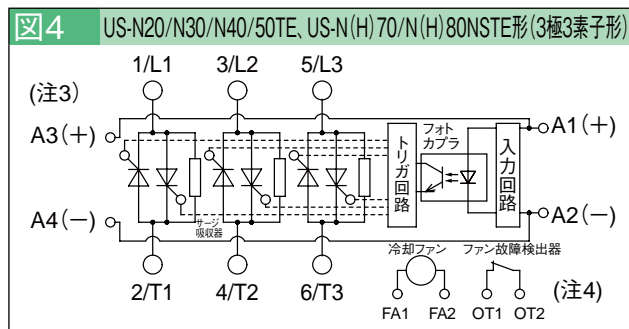 図4 US-N20/N30/N40/50TE、US-N(H)70/N(H)80NSTE形(3極3素子形)
1/L1 3/L2 5/L3
(注3)
A3(+)
A4(−)
サージ
吸収器
トリガ回路
フォト
カプラ
入力回路
A1(+)
A2(−)
2/T1 4/T2 6/T3
冷却ファン ファン故障検出器
(注4)
FA1 FA2 OT1 OT2